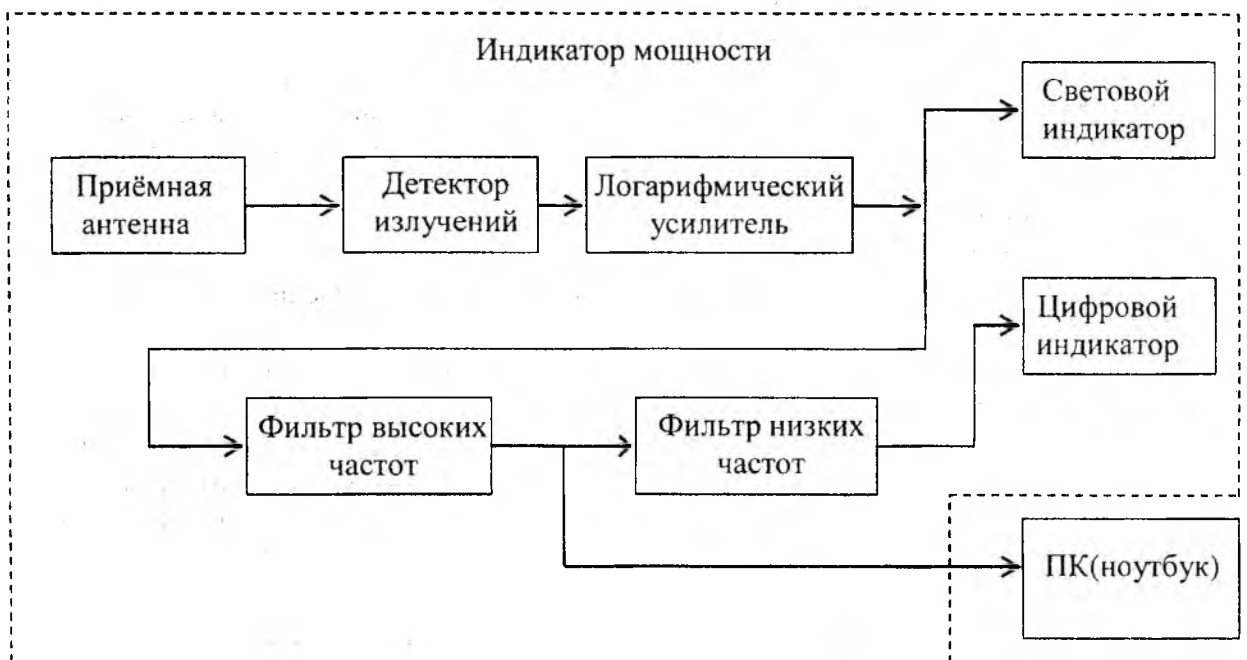 Индикатор мощности
Световой
индикатор
Приёмная
антенна
Детектор
излучений
Логарифмический
усилитель
Цифровой
индикатор
Фильтр высоких
частот
Фильтр низких
частот
ПК(ноутбук)